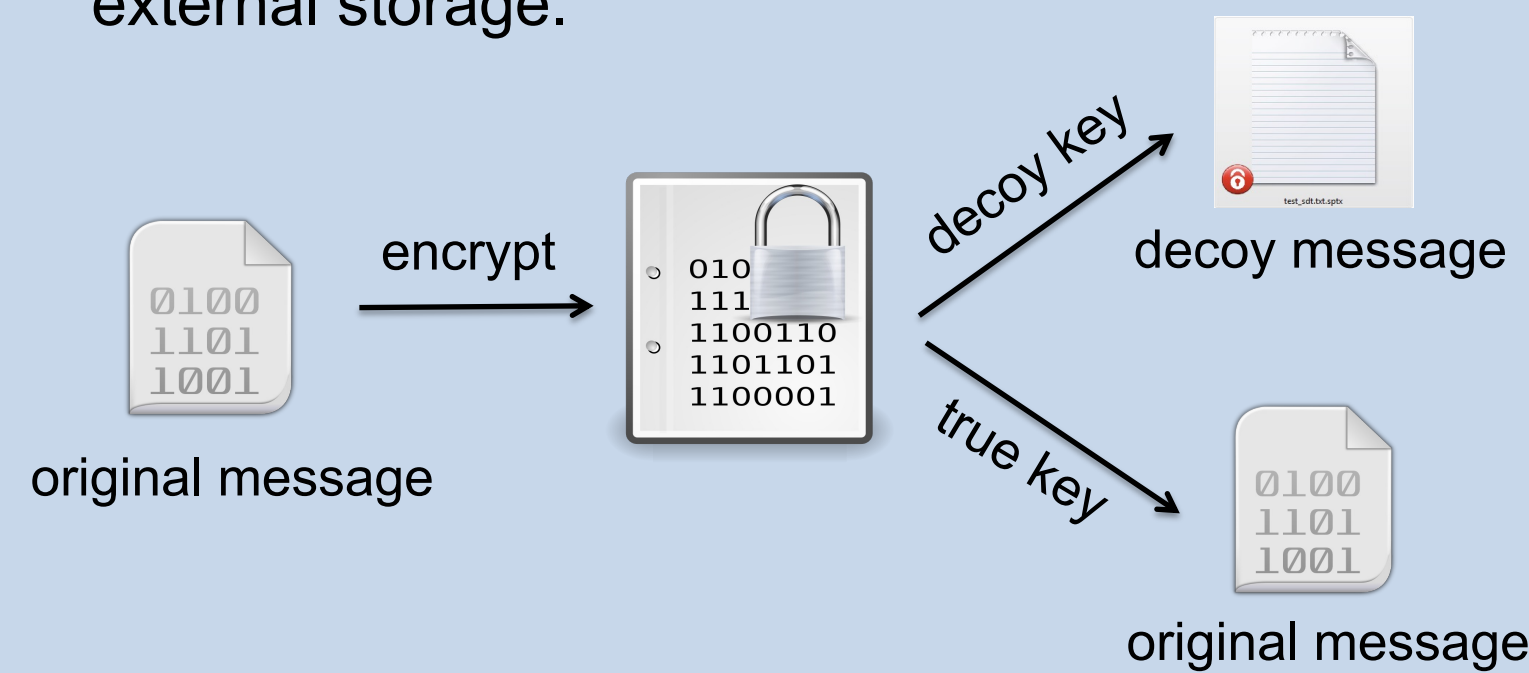 external storage.
test_sdt.txt.sptx
decoy key
decoy message
encrypt
010
111
1100110
1101101
1100001
0100
1101
1001
original message
true key
0100
1101
1001
original message